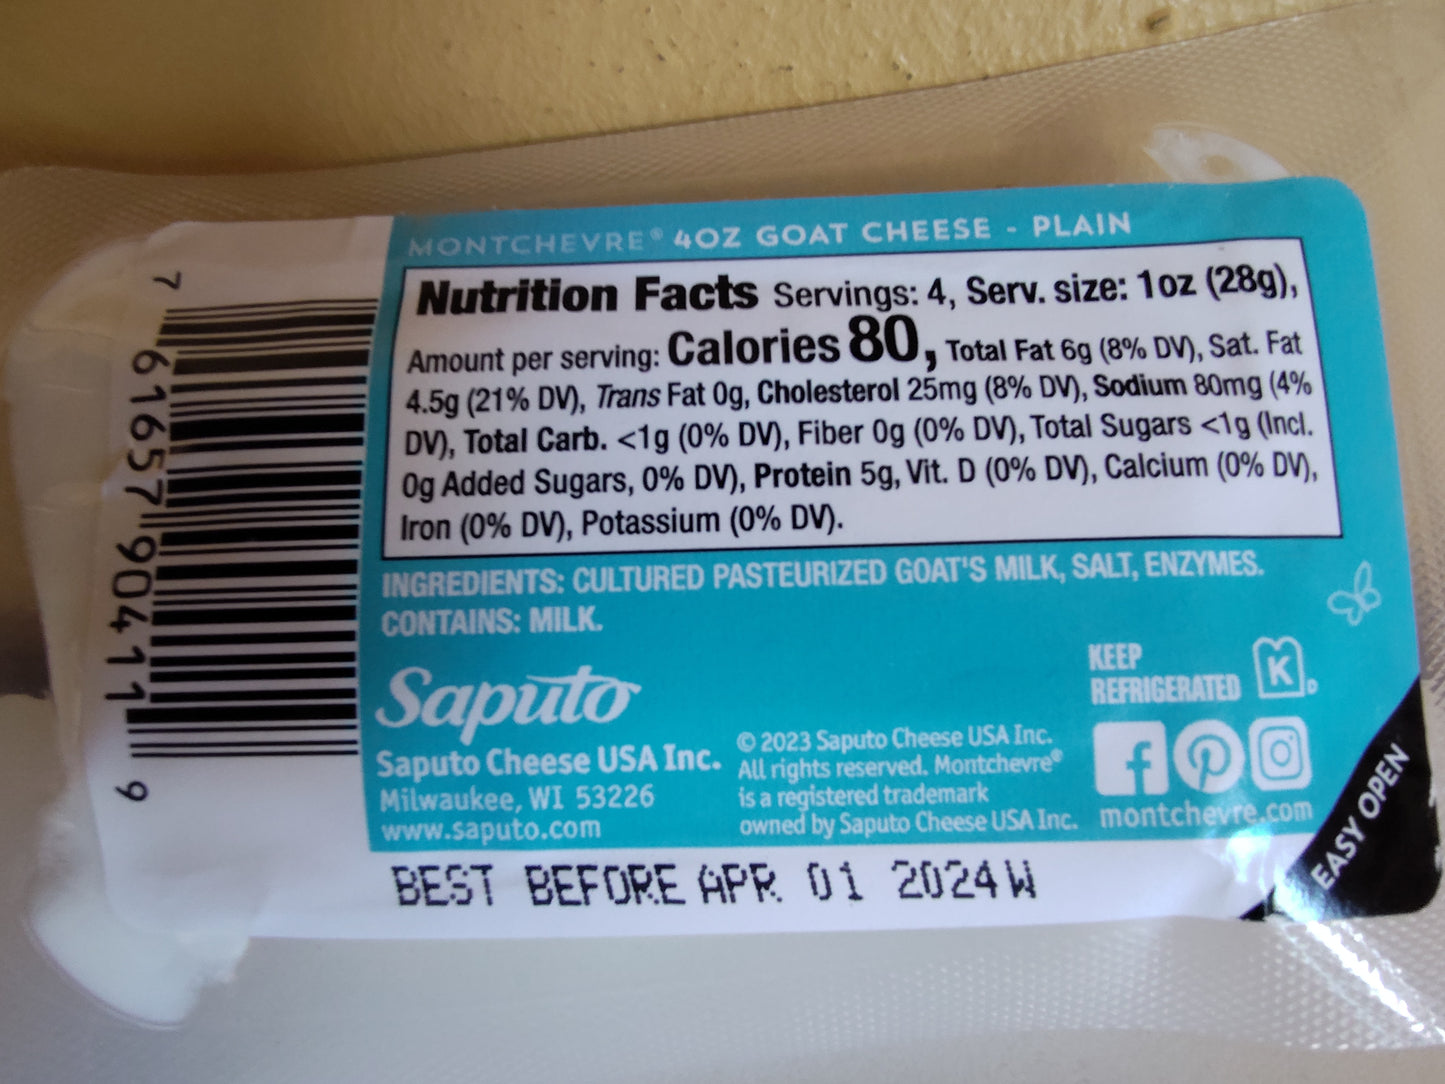 MONTCHEVRE® 4OZ GOAT CHEESE - PLAIN
Nutrition Facts Servings: 4, Serv. size: 1oz (28g),
Amount per serving: Calories 80, Total Fat 6g (8% DV), Sat. Fat
4.5g (21% DV), Trans Fat 0g, Cholesterol 25mg (8% DV), Sodium 80mg (4%
DV), Total Carb. <1g (0% DV), Fiber 0g (0% DV), Total Sugars <1g (Incl.
0g Added Sugars, 0% DV), Protein 5g, Vit. D (0% DV), Calcium (0% DV),
Iron (0% DV), Potassium (0% DV).
INGREDIENTS: CULTURED PASTEURIZED GOAT'S MILK, SALT, ENZYMES.
CONTAINS: MILK.
Saputo
Saputo Cheese USA Inc.
Milwaukee, WI 53226
www.saputo.com
© 2023 Saputo Cheese USA Inc.
All rights reserved. Montchevre®
is a registered trademark
owned by Saputo Cheese USA Inc.
KEEP
REFRIGERATED
K D
montchevre.com
EASY OPEN
BEST BEFORE APR 01 2024 W
7 61657 90411 9